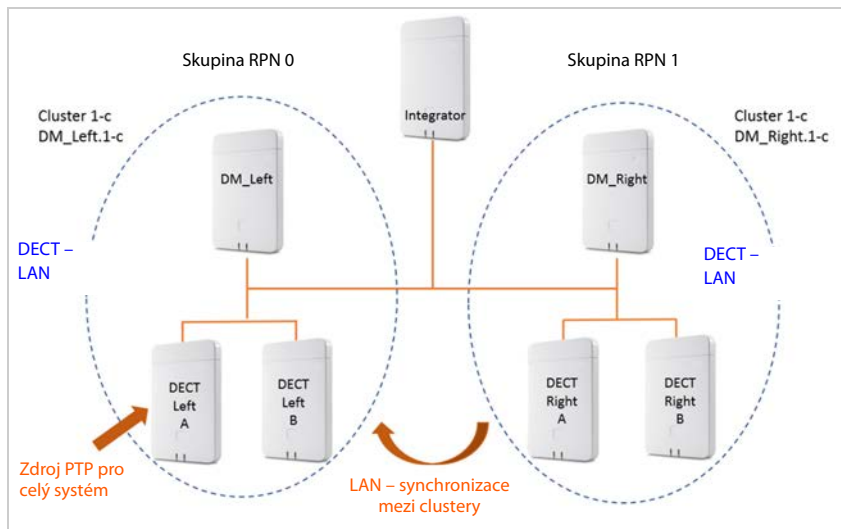 Skupina RPN 0
Skupina RPN 1
Integrator
Cluster 1-c
DM_Left.1-c
Cluster 1-c
DM_Right.1-c
DM_Left
DM_Right
DECT –
LAN
DECT –
LAN
DECT
Left
A
DECT
Left
B
DECT
Right
A
DECT
Right
B
Zdroj PTP pro
celý systém
LAN – synchronizace
mezi clustery